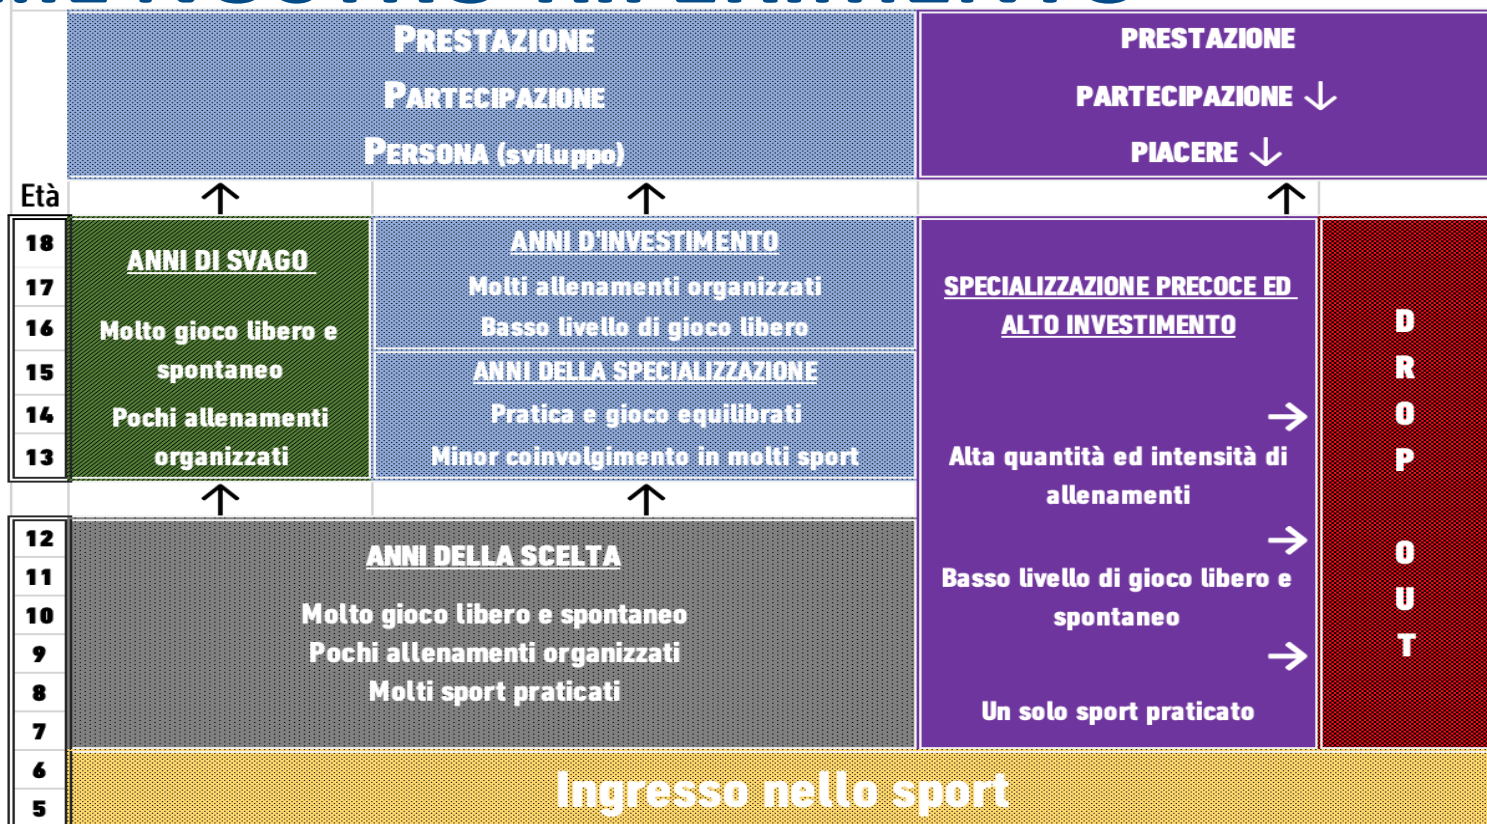 PRESTAZIONE
PARTECIPAZIONE
PERSONA (sviluppo)
PRESTAZIONE
PARTECIPAZIONE ↓
PIACERE ↓
Età
18
17
16
15
14
13
ANNI DI SVAGO
Molto gioco libero e
spontaneo
Pochi allenamenti
organizzati
ANNI D'INVESTIMENTO
Molti allenamenti organizzati
Basso livello di gioco libero
ANNI DELLA SPECIALIZZAZIONE
Pratica e gioco equilibrati
Minor coinvolgimento in molti sport
SPECIALIZZAZIONE PRECOCE ED
ALTO INVESTIMENTO
Alta quantità ed intensità di
allenamenti
Basso livello di gioco libero e
spontaneo
Un solo sport praticato
D
R
O
P
O
U
T
12
11
10
9
8
7
ANNI DELLA SCELTA
Molto gioco libero e spontaneo
Pochi allenamenti organizzati
Molti sport praticati
6
5
Ingresso nello sport